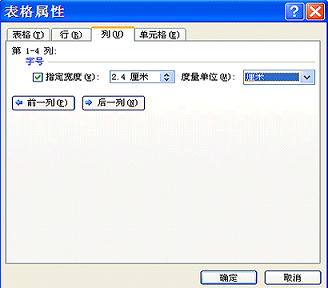 表格属性
表格(T) 行(R) 列(U) 单元格(E)
第 1-4 列:
字号
指定宽度(W): 2.4 厘米 度量单位(M): 厘米
前一列(P) 后一列(N)
确定 取消